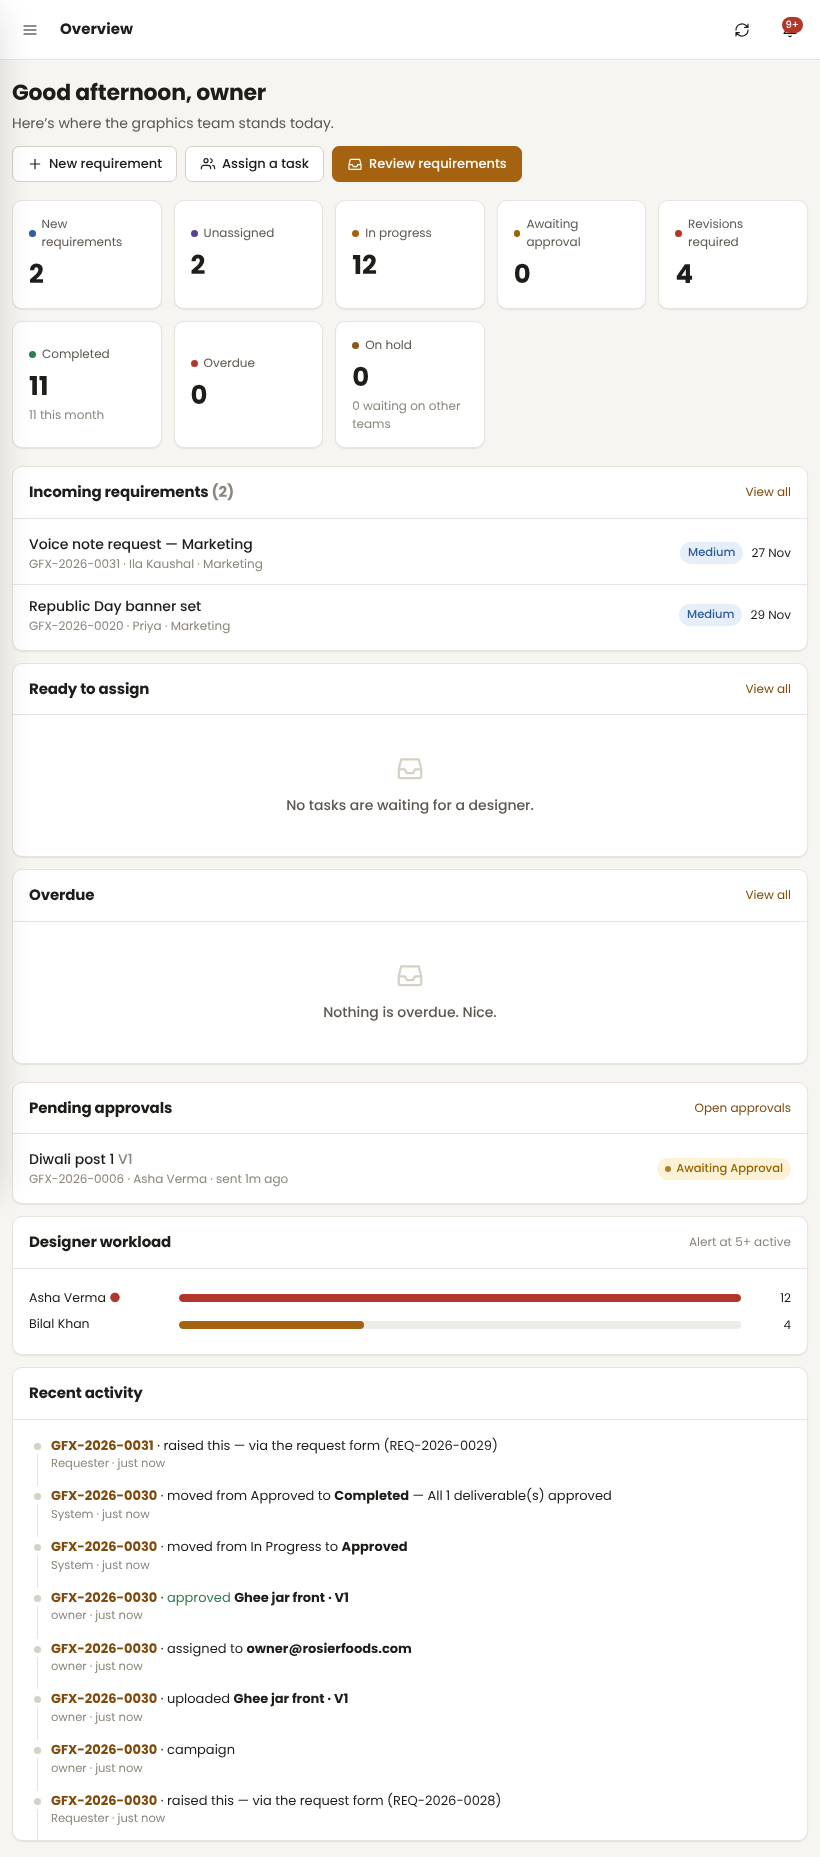 Overview
9+
Good afternoon, owner
Here's where the graphics team stands today.
New requirement
Assign a task
Review requirements
New
requirements
2
Unassigned
2
In progress
12
Awaiting
approval
0
Revisions
required
4
Completed
11
11 this month
Overdue
0
On hold
0
0 waiting on other
teams
Incoming requirements (2)
View all
Voice note request — Marketing
GFX-2026-0031 · Ila Kaushal · Marketing
Medium
27 Nov
Republic Day banner set
GFX-2026-0020 · Priya · Marketing
Medium
29 Nov
Ready to assign
View all
No tasks are waiting for a designer.
Overdue
View all
Nothing is overdue. Nice.
Pending approvals
Open approvals
Diwali post 1 V1
GFX-2026-0006 · Asha Verma · sent 1m ago
Awaiting Approval
Designer workload
Alert at 5+ active
Asha Verma
12
Bilal Khan
4
Recent activity
GFX-2026-0031 · raised this — via the request form (REQ-2026-0029)
Requester · just now
GFX-2026-0030 · moved from Approved to Completed — All 1 deliverable(s) approved
System · just now
GFX-2026-0030 · moved from In Progress to Approved
System · just now
GFX-2026-0030 · approved Ghee jar front · V1
owner · just now
GFX-2026-0030 · assigned to owner@rosierfoods.com
owner · just now
GFX-2026-0030 · uploaded Ghee jar front · V1
owner · just now
GFX-2026-0030 · campaign
owner · just now
GFX-2026-0030 · raised this — via the request form (REQ-2026-0028)
Requester · just now